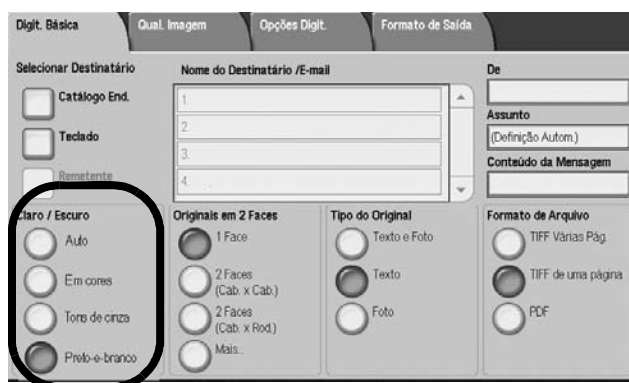 Digit. Básica
Qual. Imagem
Opções Digit.
Formato de Saída
Selecionar Destinatário
Catálogo End.
Teclado
Remetente
Nome do Destinatário /E-mail
1.
2.
3.
4.
De
Assunto
(Definição Autom.)
Conteúdo da Mensagem
Claro / Escuro
Auto
Em cores
Tons de cinza
Preto-e-branco
Originais em 2 Faces
1 Face
2 Faces
(Cab. x Cab.)
2 Faces
(Cab. x Rod.)
Mais...
Tipo do Original
Texto e Foto
Texto
Foto
Formato de Arquivo
TIFF Várias Pág.
TIFF de uma página
PDF